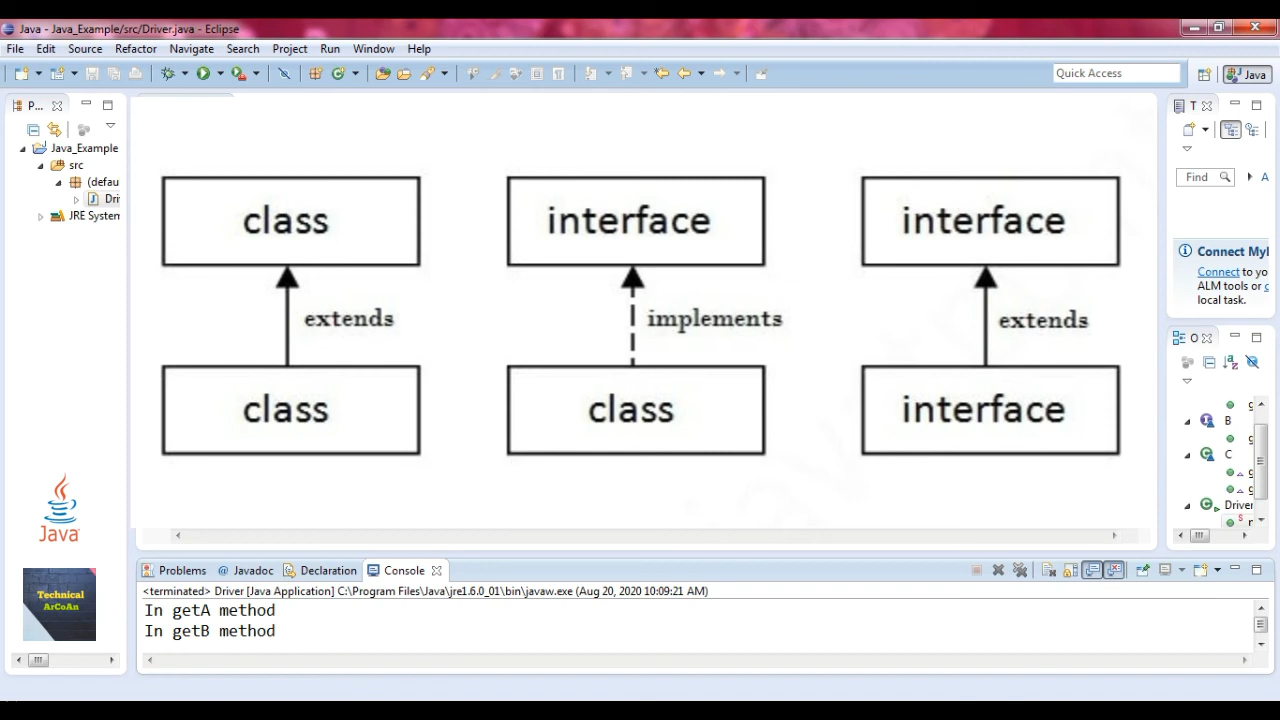 Java - Java_Example/src/Driver.java - Eclipse
File Edit Source Refactor Navigate Search Project Run Window Help
Quick Access
Java
P...
Java_Example
src
(defau
Dri
JRE System
class
extends
class
interface
implements
class
interface
extends
interface
T
Find
A
Connect Myl
Connect to yo
ALM tools or c
local task.
O
g
B
g
C
g
g
Driver
S
Java
Technical
ArCoAn
Problems @ Javadoc Declaration Console
<terminated> Driver [Java Application] C:\Program Files\Java\jre1.6.0_01\bin\javaw.exe (Aug 20, 2020 10:09:21 AM)
In getA method
In getB method